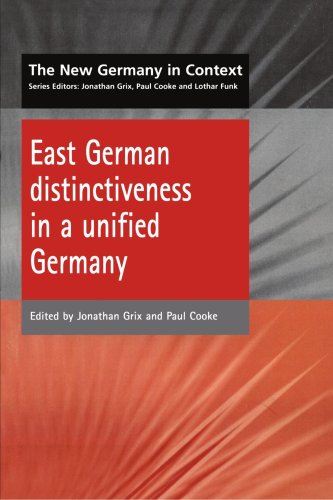 The New Germany in Context
Series Editors: Jonathan Grix, Paul Cooke and Lothar Funk
East German
distinctiveness
in a unified
Germany
Edited by Jonathan Grix and Paul Cooke